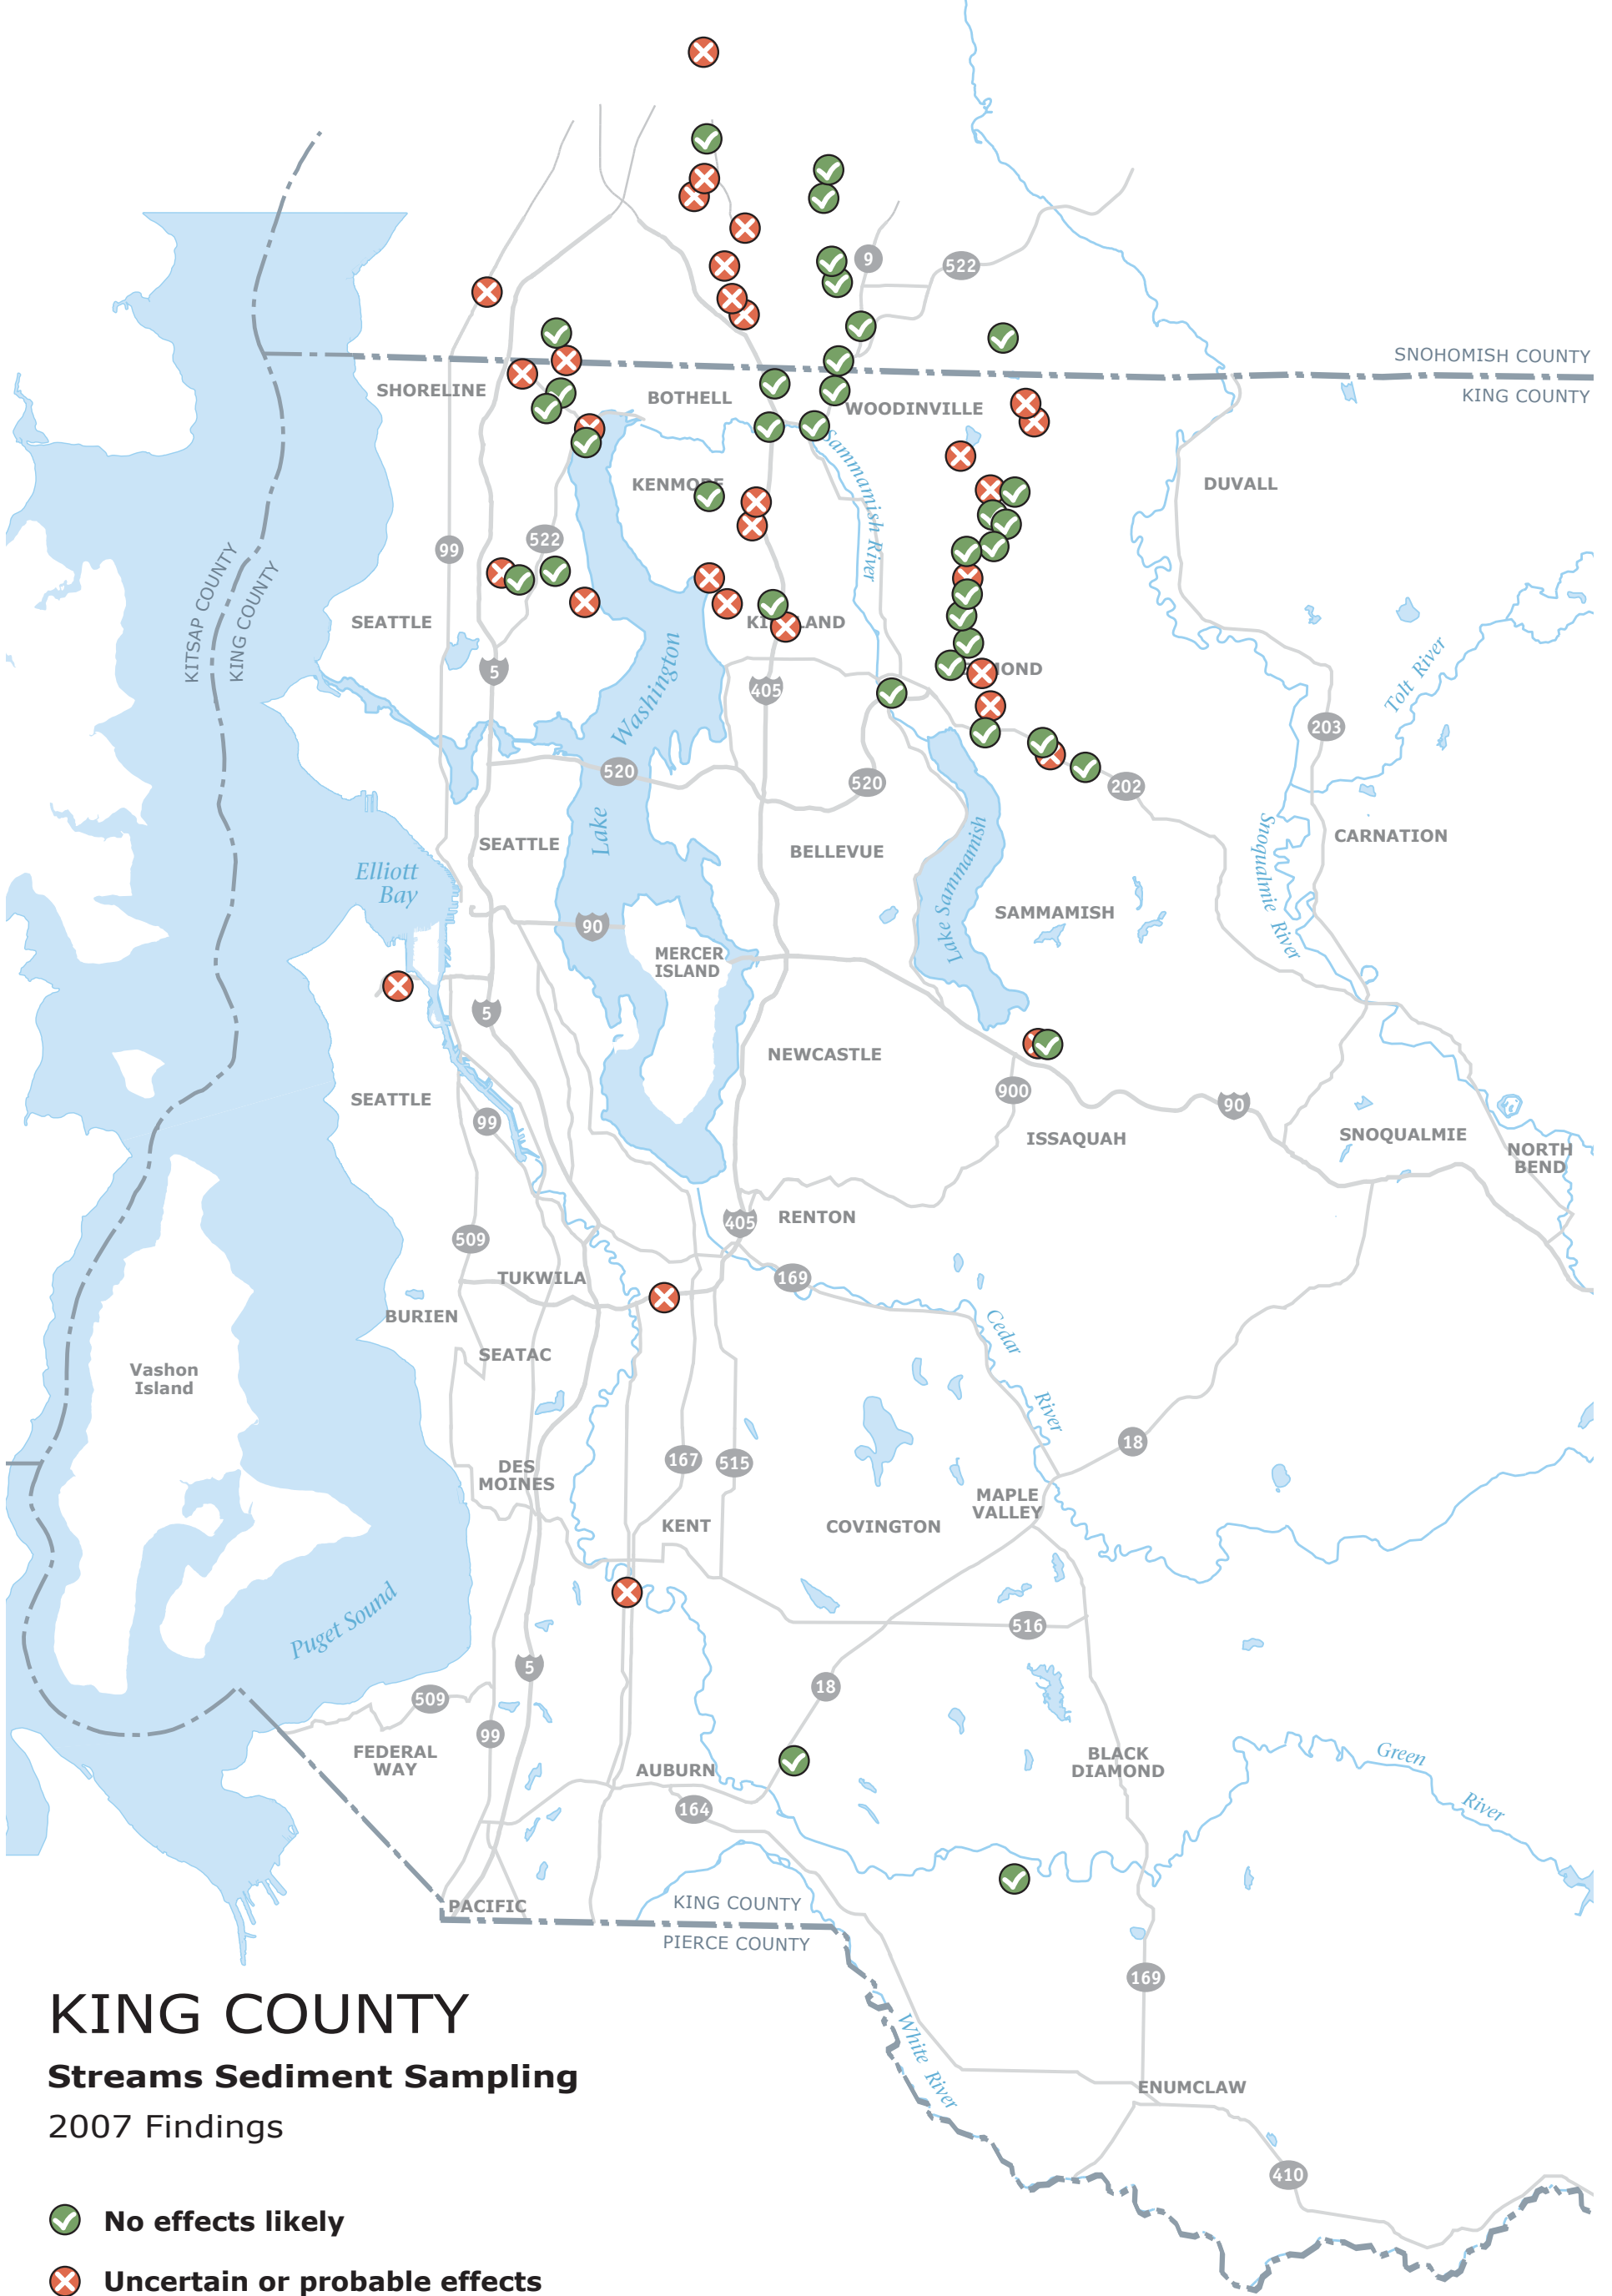 9
522
SNOHOMISH COUNTY
KING COUNTY
SHORELINE
BOTHELL
WOODINVILLE
Sammamish River
KENMORE
DUVALL
99
522
KITSAP COUNTY
KING COUNTY
SEATTLE
KIRKLAND
5
405
REDMOND
Tolt River
203
Lake Washington
520
520
202
SEATTLE
BELLEVUE
CARNATION
Snoqualmie River
Elliott
Bay
Lake Sammamish
SAMMAMISH
90
MERCER
ISLAND
5
NEWCASTLE
SEATTLE
900
90
99
ISSAQUAH
SNOQUALMIE
NORTH
BEND
509
405
RENTON
TUKWILA
169
BURIEN
Cedar River
SEATAC
Vashon
Island
18
167
515
DES
MOINES
MAPLE
VALLEY
KENT
COVINGTON
Puget Sound
516
5
18
509
99
FEDERAL
WAY
AUBURN
BLACK
DIAMOND
Green River
164
PACIFIC
KING COUNTY
PIERCE COUNTY
169
White River
ENUMCLAW
410
KING COUNTY
Streams Sediment Sampling
2007 Findings
No effects likely
Uncertain or probable effects